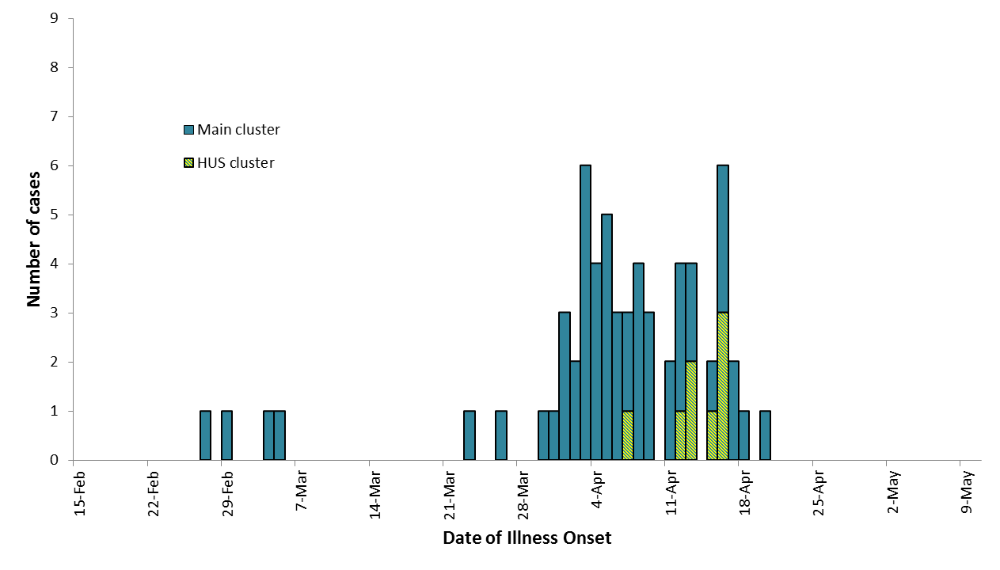 9
8
7
6
5
4
3
2
1
0
Number of cases
Main cluster
HUS cluster
15-Feb
22-Feb
29-Feb
7-Mar
14-Mar
21-Mar
28-Mar
4-Apr
11-Apr
18-Apr
25-Apr
2-May
9-May
Date of Illness Onset